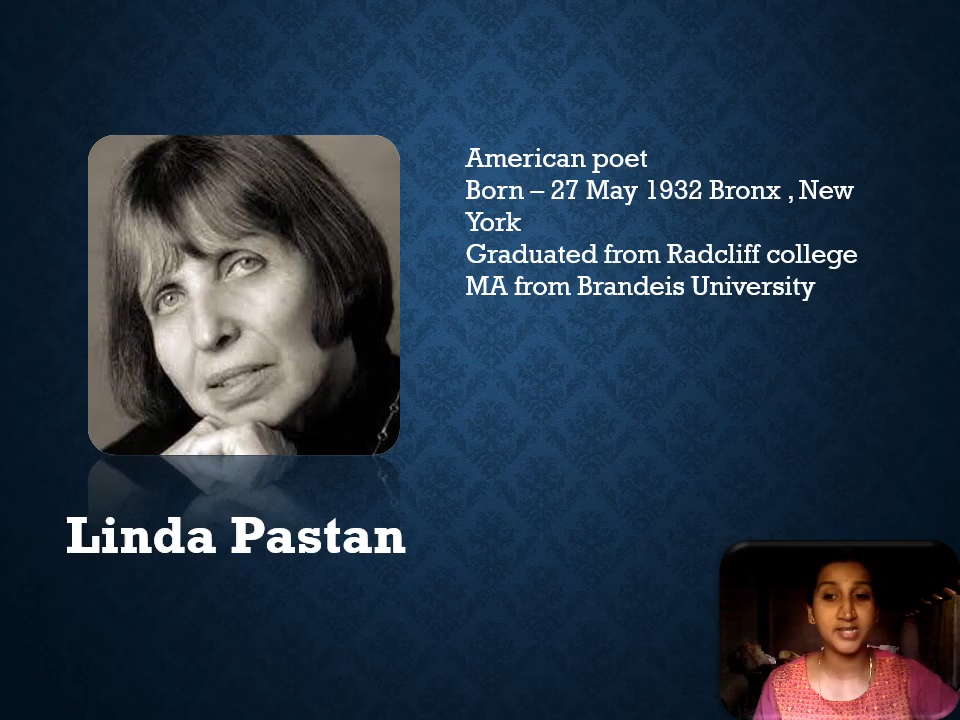 American poet
Born – 27 May 1932 Bronx , New
York
Graduated from Radcliff college
MA from Brandeis University
Linda Pastan